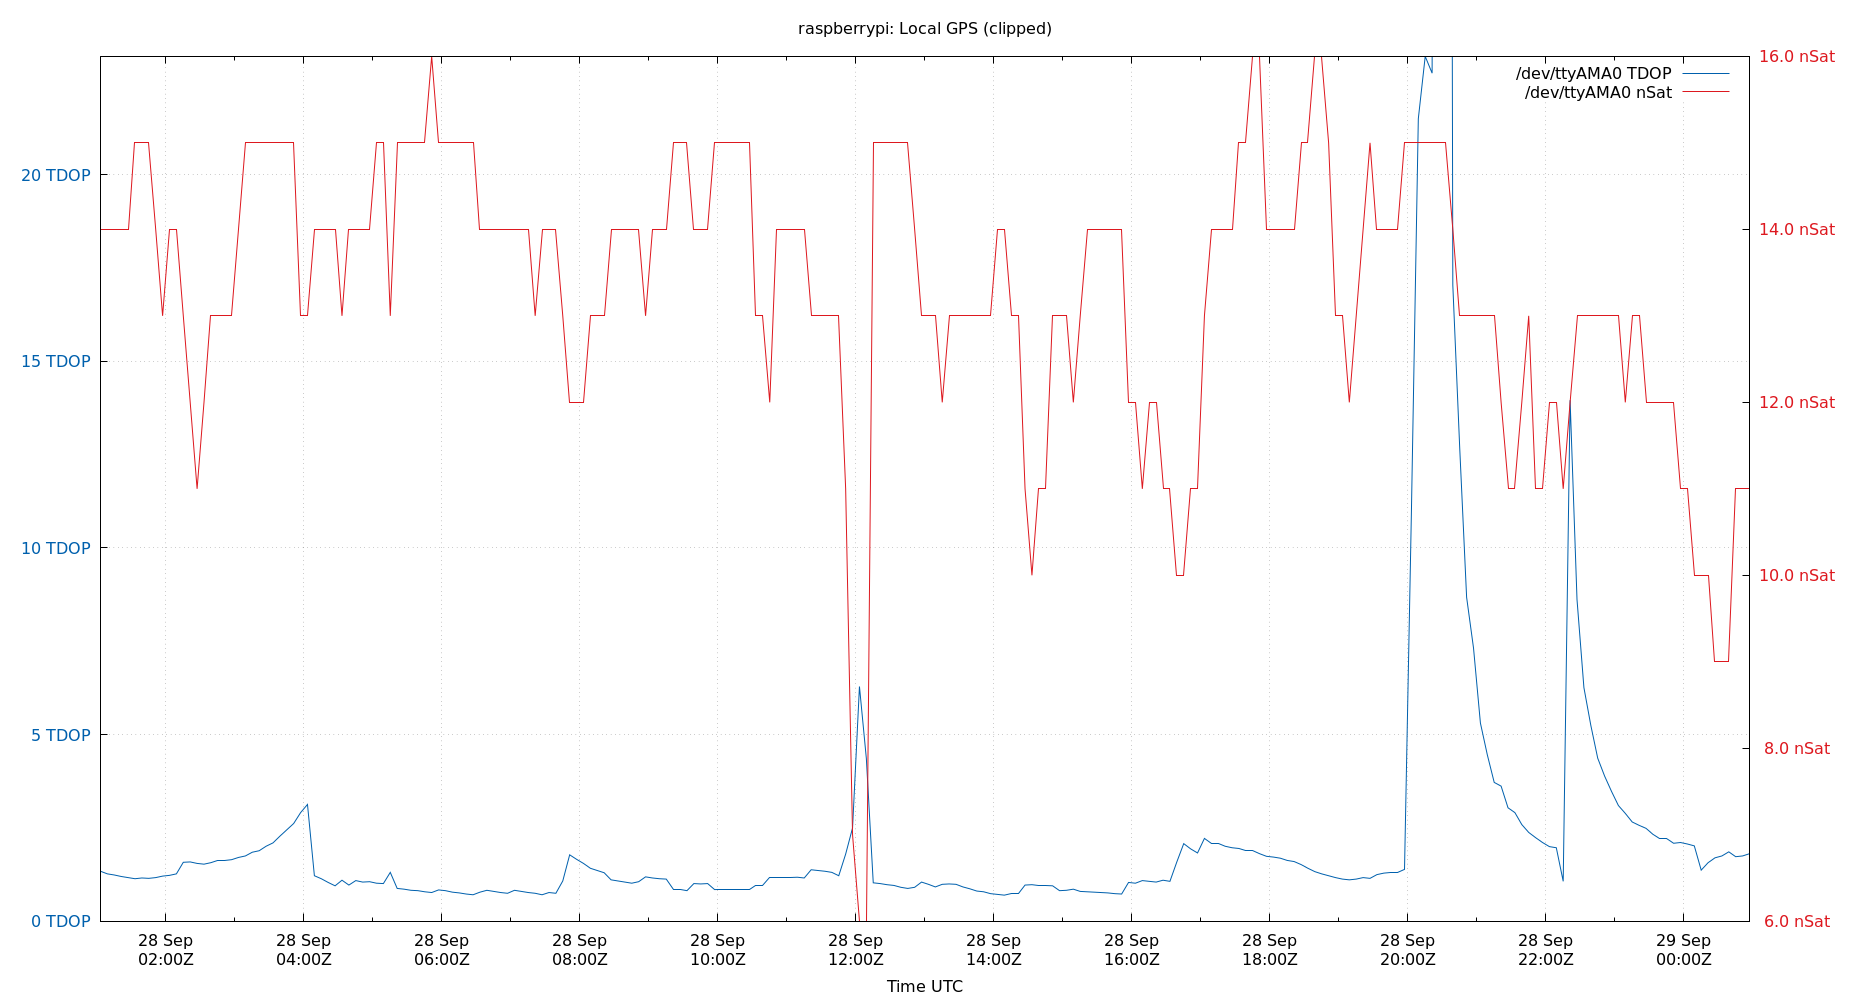 raspberrypi: Local GPS (clipped)
16.0 nSat
/dev/ttyAMA0 TDOP
/dev/ttyAMA0 nSat
20 TDOP
14.0 nSat
15 TDOP
12.0 nSat
10 TDOP
10.0 nSat
5 TDOP
8.0 nSat
0 TDOP
6.0 nSat
28 Sep 28 Sep 28 Sep 28 Sep 28 Sep 28 Sep 28 Sep 28 Sep 28 Sep 28 Sep 28 Sep 29 Sep
02:00Z 04:00Z 06:00Z 08:00Z 10:00Z 12:00Z 14:00Z 16:00Z 18:00Z 20:00Z 22:00Z 00:00Z
Time UTC